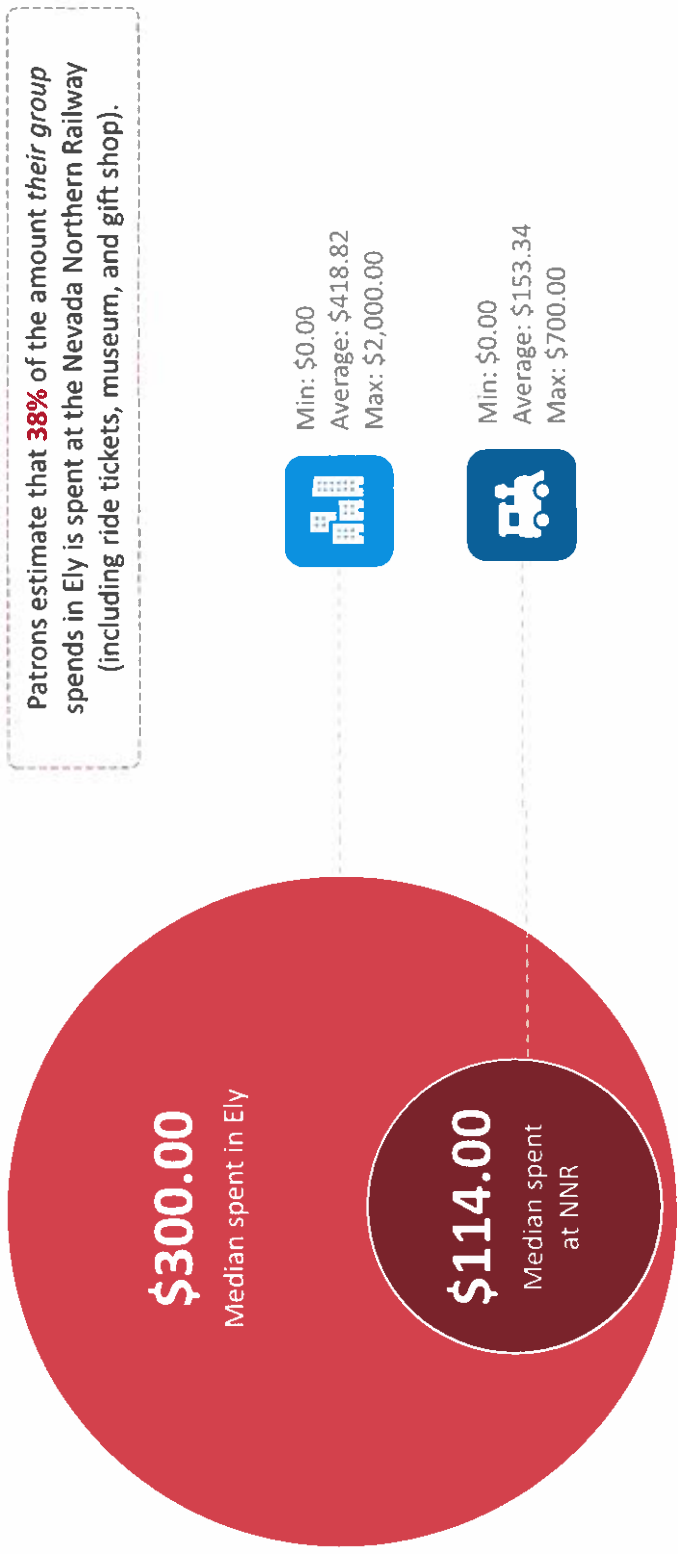 Patrons estimate that 38% of the amount their group
spends in Ely is spent at the Nevada Northern Railway
(including ride tickets, museum, and gift shop).
$300.00
Median spent in Ely
Min: $0.00
Average: $418.82
Max: $2,000.00
$114.00
Median spent
at NNR
Min: $0.00
Average: $153.34
Max: $700.00